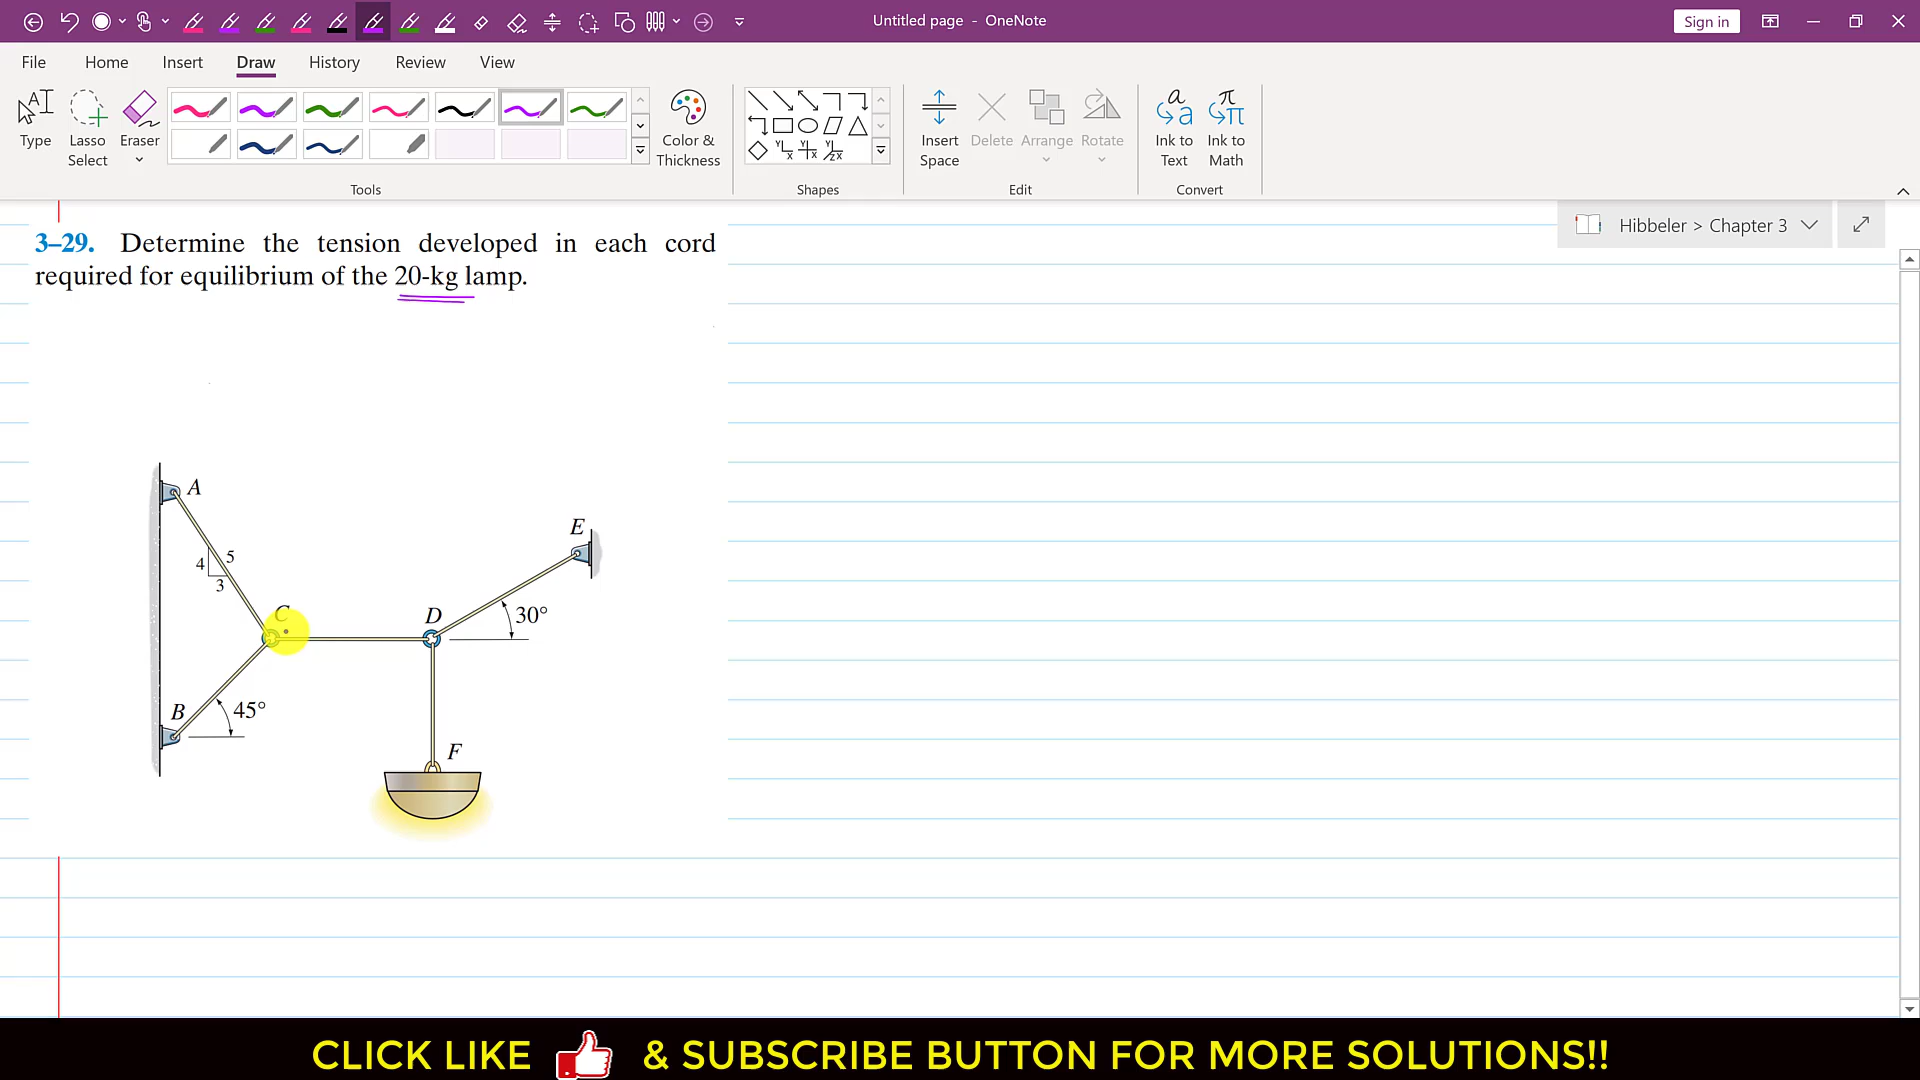 Untitled page - OneNote
Sign in
File Home Insert Draw History Review View
Type
Lasso Select
Eraser
Color & Thickness
Insert Space
Delete
Arrange
Rotate
Ink to Text
Ink to Math
Tools
Shapes
Edit
Convert
Hibbeler > Chapter 3
3–29. Determine the tension developed in each cord
required for equilibrium of the 20-kg lamp.
A
E
5
4
3
C
D
30°
B
45°
F
CLICK LIKE & SUBSCRIBE BUTTON FOR MORE SOLUTIONS!!